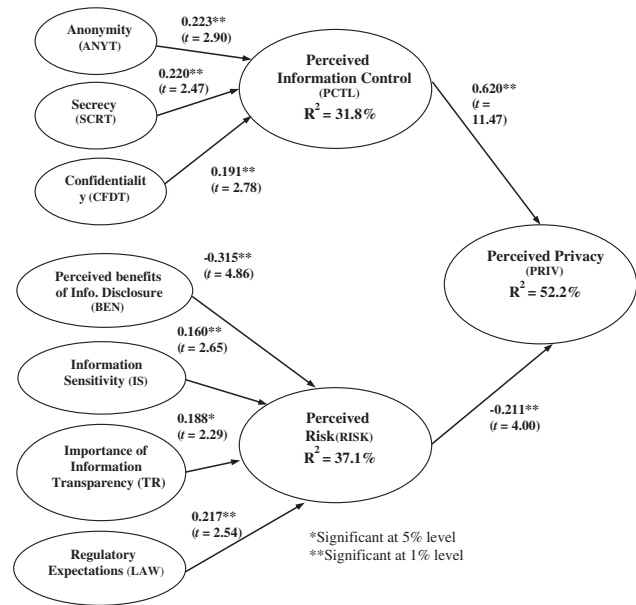 Anonymity
(ANYT)
0.223**
(t = 2.90)
Secrecy
(SCRT)
0.220**
(t = 2.47)
Confidentialit
y (CFDT)
0.191**
(t = 2.78)
Perceived
Information Control
(PCTL)
R² = 31.8%
0.620**
(t =
11.47)
Perceived Privacy
(PRIV)
R² = 52.2%
Perceived benefits
of Info. Disclosure
(BEN)
-0.315**
(t = 4.86)
Information
Sensitivity (IS)
0.160**
(t = 2.65)
Importance of
Information
Transparency (TR)
0.188*
(t = 2.29)
Regulatory
Expectations (LAW)
0.217**
(t = 2.54)
Perceived
Risk(RISK)
R² = 37.1%
-0.211**
(t = 4.00)
*Significant at 5% level
**Significant at 1% level